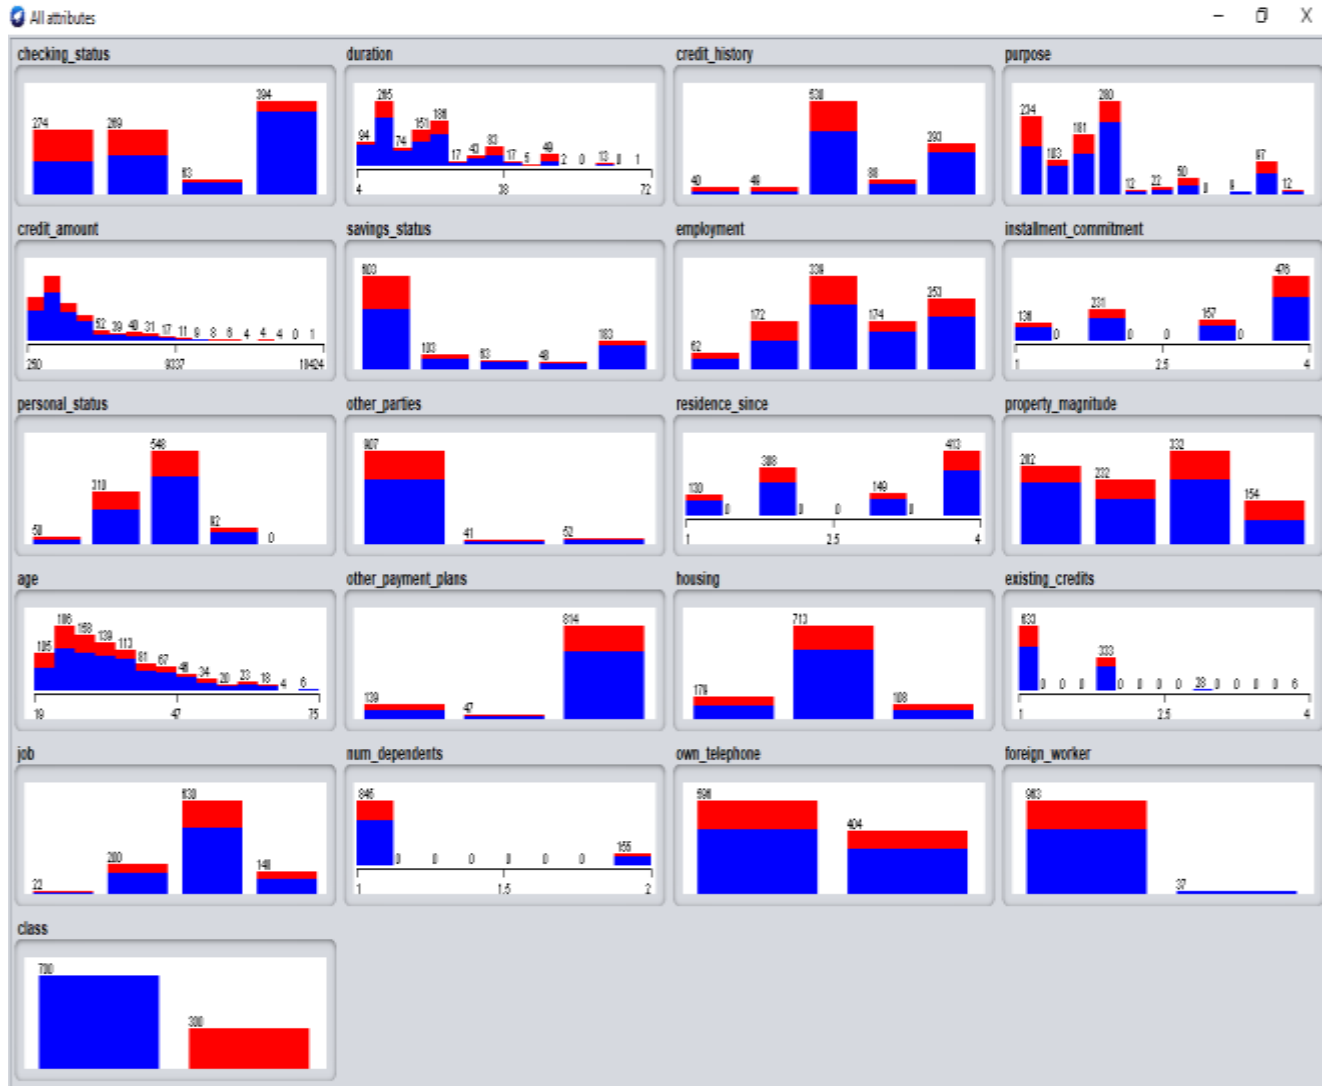 All attributes
checking_status
274 269 63 394
duration
94 265 74 151 186 17 43 83 17 5 49 2 0 13 0 1
4 38 72
credit_history
40 49 530 88 293
purpose
234 103 181 280 12 22 50 0 9 97 12
credit_amount
52 39 40 31 17 11 9 8 6 4 4 4 0 1
250 9337 18424
savings_status
603 103 63 48 183
employment
62 172 339 174 253
installment_commitment
136 0 231 0 0 157 0 476
1 2.5 4
personal_status
50 310 548 92 0
other_parties
907 41 52
residence_since
130 0 308 0 0 149 0 413
1 2.5 4
property_magnitude
282 232 332 154
age
105 158 139 113 81 67 46 34 20 23 18 4 6
19 47 75
other_payment_plans
139 47 814
housing
179 713 108
existing_credits
633 0 0 0 333 0 0 0 0 28 0 0 0 0 6
1 2.5 4
job
22 200 630 148
num_dependents
845 0 0 0 0 0 0 155
1 1.5 2
own_telephone
596 404
foreign_worker
963 37
class
700 300